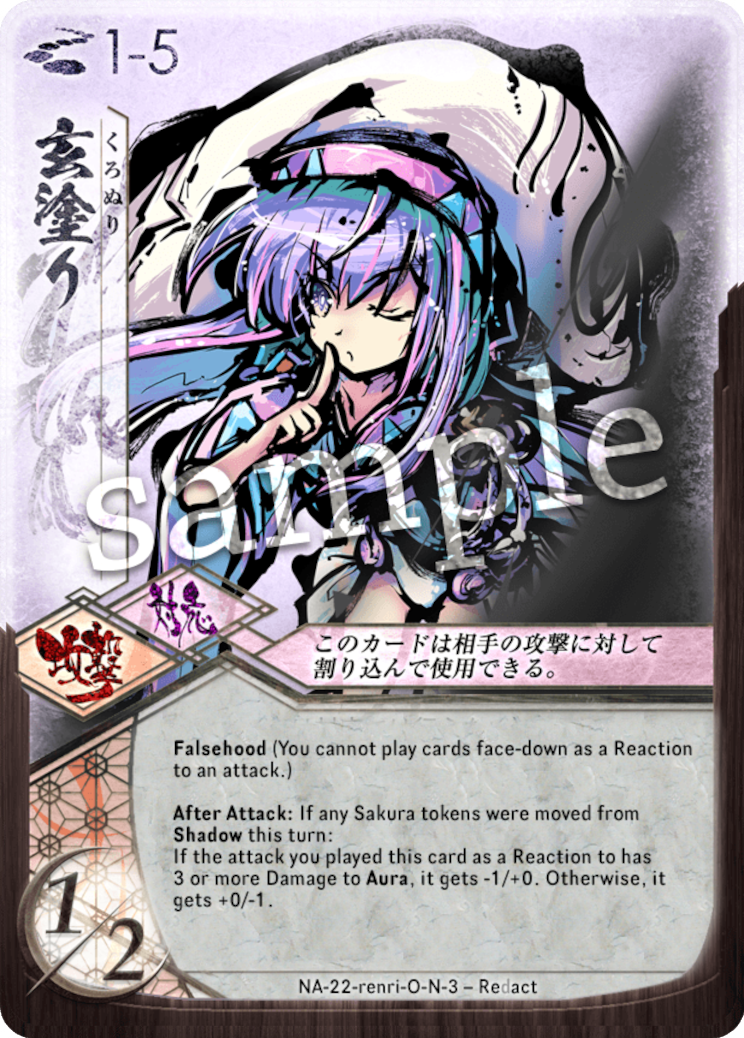 1-5
玄塗り
くろぬり
sample
対応
攻撃
このカードは相手の攻撃に対して
割り込んで使用できる。
Falsehood (You cannot play cards face-down as a Reaction
to an attack.)
After Attack: If any Sakura tokens were moved from
Shadow this turn:
If the attack you played this card as a Reaction to has
3 or more Damage to Aura, it gets -1/+0. Otherwise, it
gets +0/-1.
1/2
NA-22-renri-O-N-3 – Redact